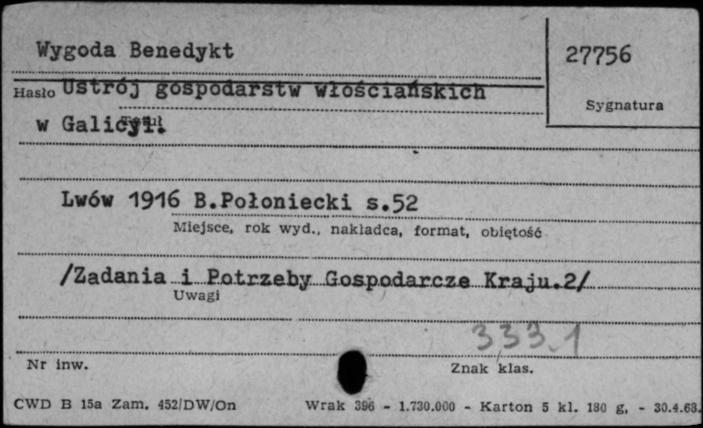 Wygoda Benedykt
27756
Hasło Ustrój gospodarstw włościańskich
Sygnatura
w Galicyi.
Lwów 1916 B.Połoniecki s.52
Miejsce, rok wyd., nakładca, format, objętość
/Zadania i Potrzeby Gospodarcze Kraju.2/
Uwagi
333.1
Nr inw.
Znak klas.
CWD B 15a Zam. 452/DW/On Wrak 396 - 1.730.000 - Karton 5 kl. 180 g, - 30.4.68.